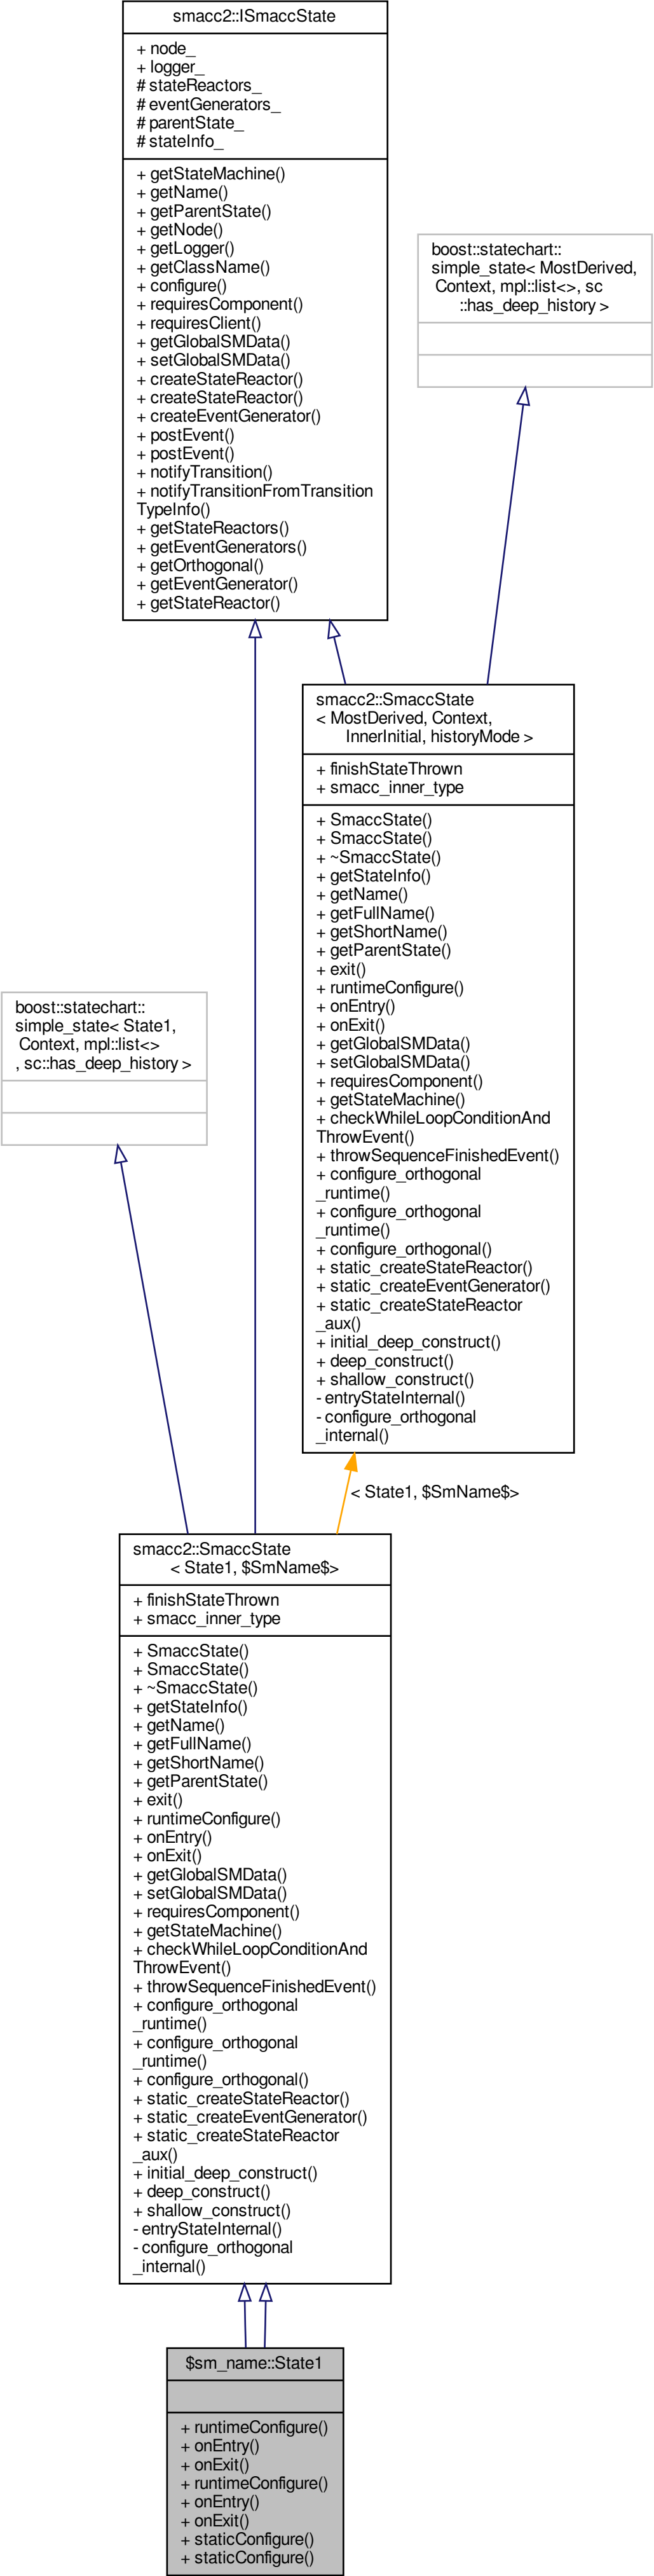 smacc2::ISmaccState
+ node_
+ logger_
# stateReactors_
# eventGenerators_
# parentState_
# stateInfo_
+ getStateMachine()
+ getName()
+ getParentState()
+ getNode()
+ getLogger()
+ getClassName()
+ configure()
+ requiresComponent()
+ requiresClient()
+ getGlobalSMData()
+ setGlobalSMData()
+ createStateReactor()
+ createStateReactor()
+ createEventGenerator()
+ postEvent()
+ postEvent()
+ notifyTransition()
+ notifyTransitionFromTransition
TypeInfo()
+ getStateReactors()
+ getEventGenerators()
+ getOrthogonal()
+ getEventGenerator()
+ getStateReactor()
boost::statechart::
simple_state< MostDerived,
Context, mpl::list<>, sc
::has_deep_history >
smacc2::SmaccState
< MostDerived, Context,
InnerInitial, historyMode >
+ finishStateThrown
+ smacc_inner_type
+ SmaccState()
+ SmaccState()
+ ~SmaccState()
+ getStateInfo()
+ getName()
+ getFullName()
+ getShortName()
+ getParentState()
+ exit()
+ runtimeConfigure()
+ onEntry()
+ onExit()
+ getGlobalSMData()
+ setGlobalSMData()
+ requiresComponent()
+ getStateMachine()
+ checkWhileLoopConditionAnd
ThrowEvent()
+ throwSequenceFinishedEvent()
+ configure_orthogonal
_runtime()
+ configure_orthogonal
_runtime()
+ configure_orthogonal()
+ static_createStateReactor()
+ static_createEventGenerator()
+ static_createStateReactor
_aux()
+ initial_deep_construct()
+ deep_construct()
+ shallow_construct()
- entryStateInternal()
- configure_orthogonal
_internal()
boost::statechart::
simple_state< State1,
Context, mpl::list<>
, sc::has_deep_history >
< State1, $SmName$>
smacc2::SmaccState
< State1, $SmName$>
+ finishStateThrown
+ smacc_inner_type
+ SmaccState()
+ SmaccState()
+ ~SmaccState()
+ getStateInfo()
+ getName()
+ getFullName()
+ getShortName()
+ getParentState()
+ exit()
+ runtimeConfigure()
+ onEntry()
+ onExit()
+ getGlobalSMData()
+ setGlobalSMData()
+ requiresComponent()
+ getStateMachine()
+ checkWhileLoopConditionAnd
ThrowEvent()
+ throwSequenceFinishedEvent()
+ configure_orthogonal
_runtime()
+ configure_orthogonal
_runtime()
+ configure_orthogonal()
+ static_createStateReactor()
+ static_createEventGenerator()
+ static_createStateReactor
_aux()
+ initial_deep_construct()
+ deep_construct()
+ shallow_construct()
- entryStateInternal()
- configure_orthogonal
_internal()
$sm_name::State1
+ runtimeConfigure()
+ onEntry()
+ onExit()
+ runtimeConfigure()
+ onEntry()
+ onExit()
+ staticConfigure()
+ staticConfigure()